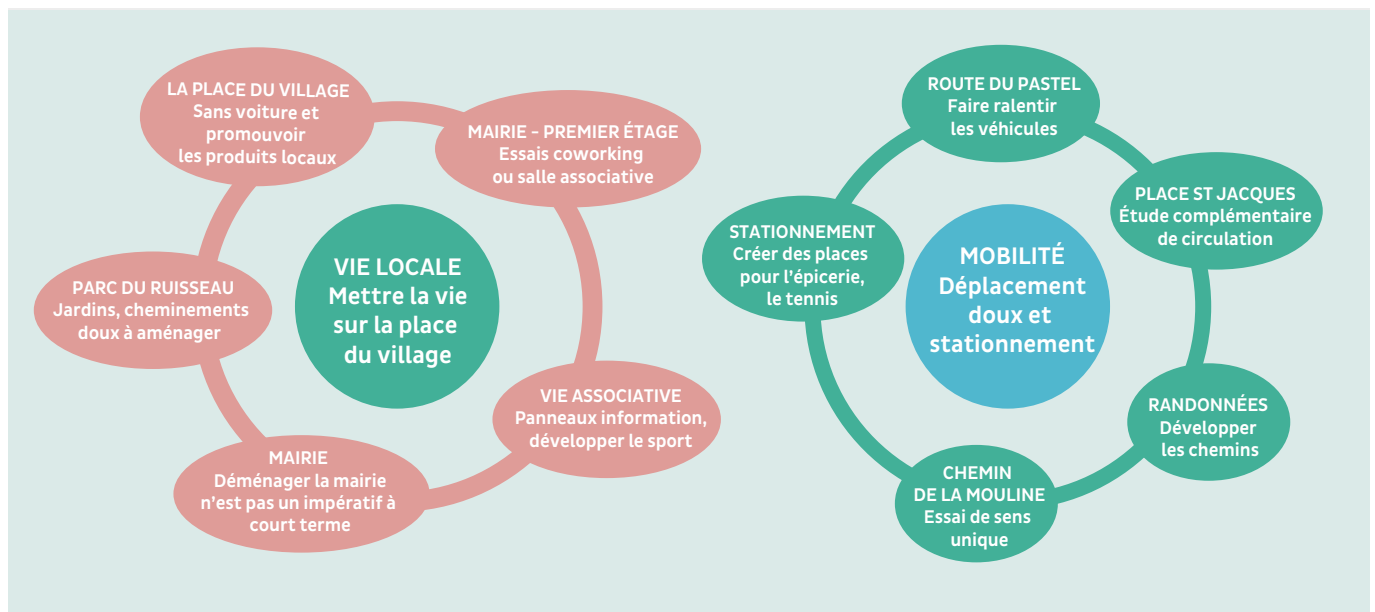 LA PLACE DU VILLAGE
Sans voiture et
promouvoir
les produits locaux
MAIRIE - PREMIER ÉTAGE
Essais coworking
ou salle associative
PARC DU RUISSEAU
Jardins, cheminements
doux à aménager
VIE LOCALE
Mettre la vie
sur la place
du village
VIE ASSOCIATIVE
Panneaux information,
développer le sport
MAIRIE
Déménager la mairie
n'est pas un impératif à
court terme
ROUTE DU PASTEL
Faire ralentir
les véhicules
PLACE ST JACQUES
Étude complémentaire
de circulation
STATIONNEMENT
Créer des places
pour l'épicerie,
le tennis
MOBILITÉ
Déplacement
doux et
stationnement
RANDONNÉES
Développer
les chemins
CHEMIN
DE LA MOULINE
Essai de sens
unique